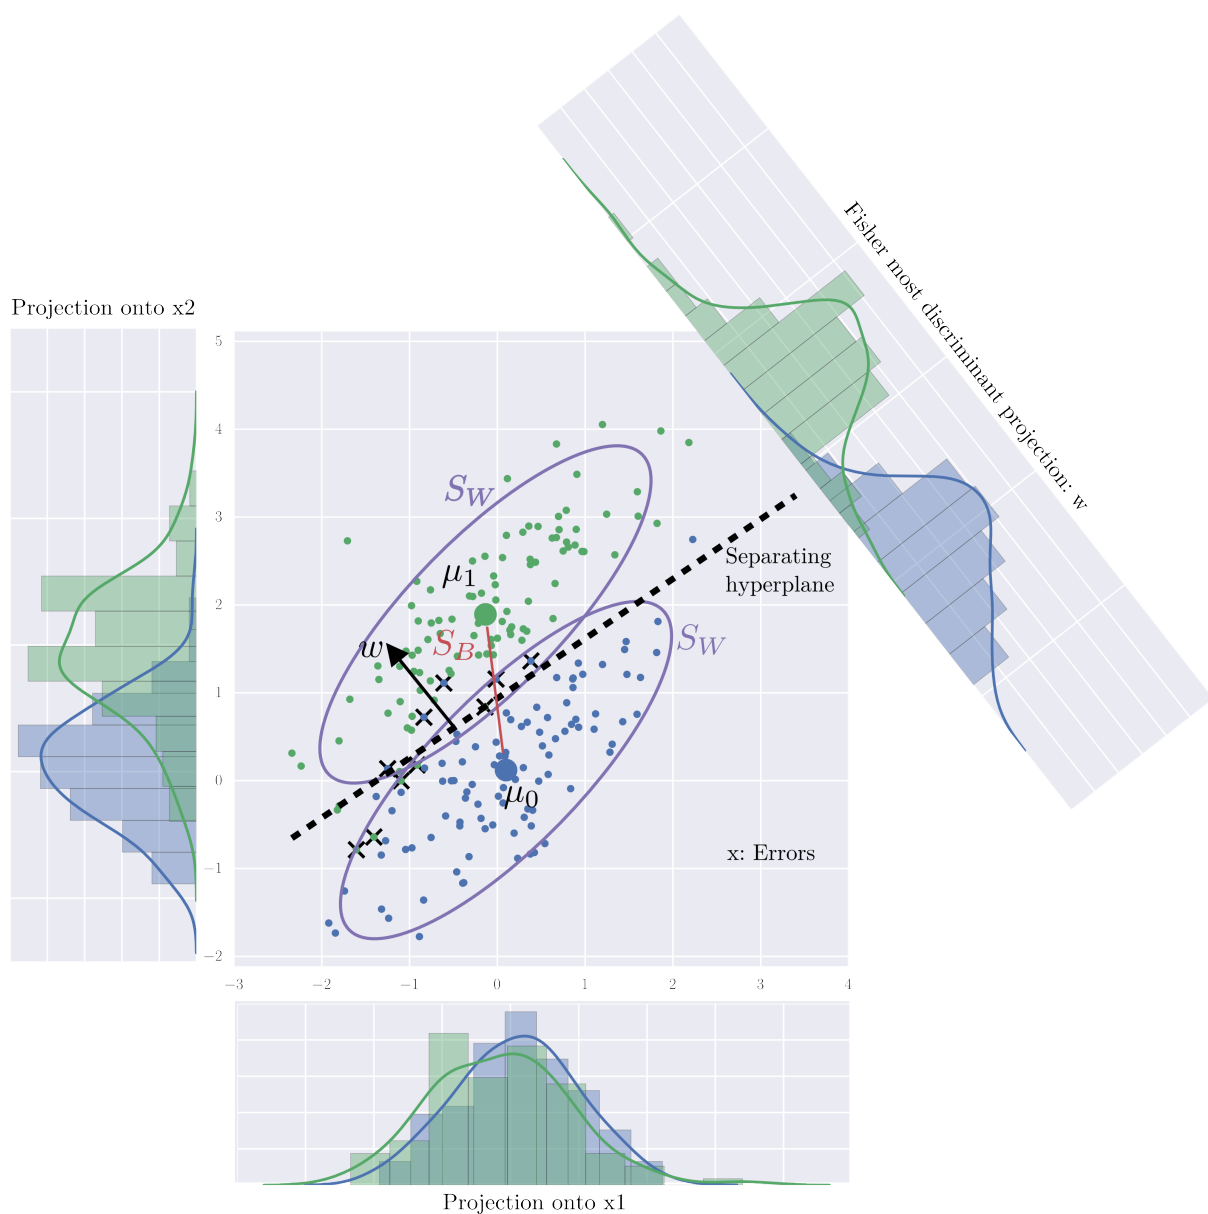 Fisher most discriminant projection: w
Projection onto x2
5
4
3
2
1
0
−1
−2
S_W
μ_1
Separating
hyperplane
w
S_B
S_W
μ_0
x: Errors
−3 −2 −1 0 1 2 3 4
Projection onto x1